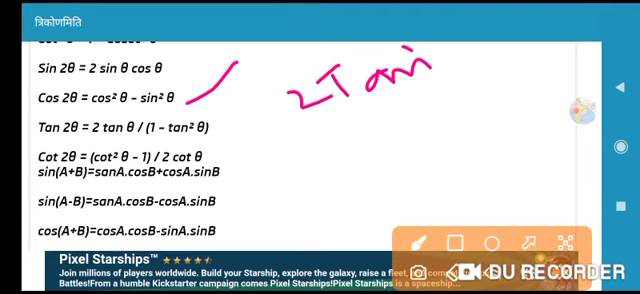 त्रिकोणमिति
Sin 2θ = 2 sin θ cos θ
Cos 2θ = cos² θ – sin² θ
2Tan
Tan 2θ = 2 tan θ / (1 – tan² θ)
Cot 2θ = (cot² θ – 1) / 2 cot θ
sin(A+B)=sanA.cosB+cosA.sinB
sin(A-B)=sanA.cosB-cosA.sinB
cos(A+B)=cosA.cosB-sinA.sinB
Pixel Starships™
Join millions of players worldwide. Build your Starship, explore the galaxy, raise a fleet,
Battles!From a humble Kickstarter campaign comes Pixel Starships!Pixel Starships is a spaceship...
DU RECORDER